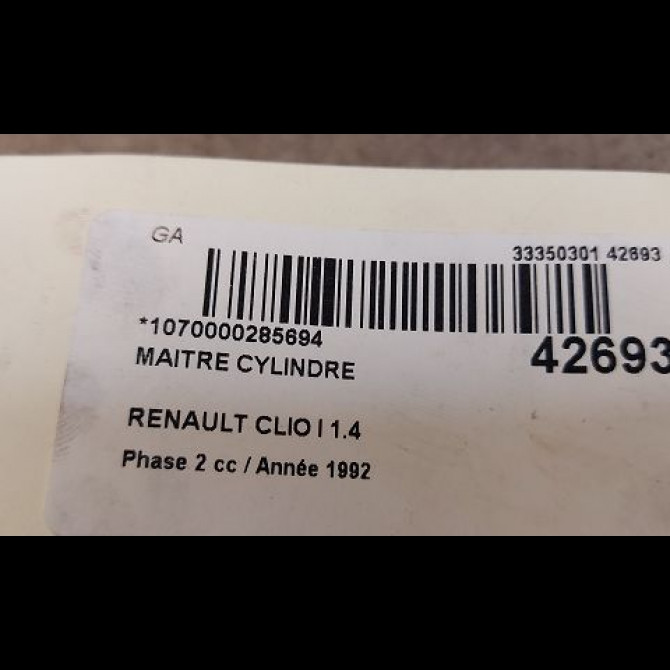 GA
33350301 42693
*1070000285694
42693
MAITRE CYLINDRE
RENAULT CLIO I 1.4
Phase 2 cc / Année 1992